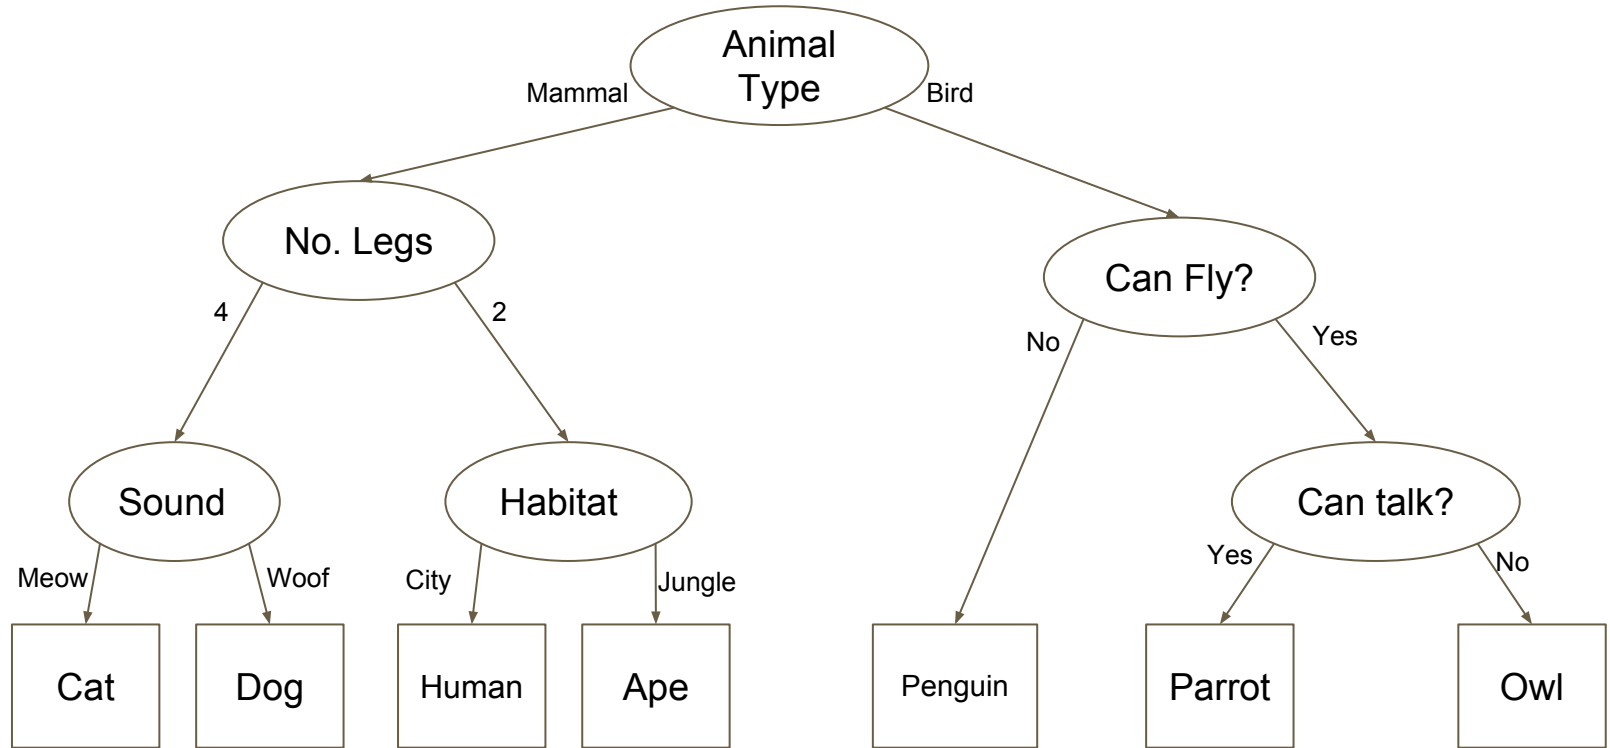 Animal
Type
Mammal
Bird
No. Legs
Can Fly?
4
2
No
Yes
Sound
Habitat
Can talk?
Meow
Woof
City
Jungle
Yes
No
Cat
Dog
Human
Ape
Penguin
Parrot
Owl